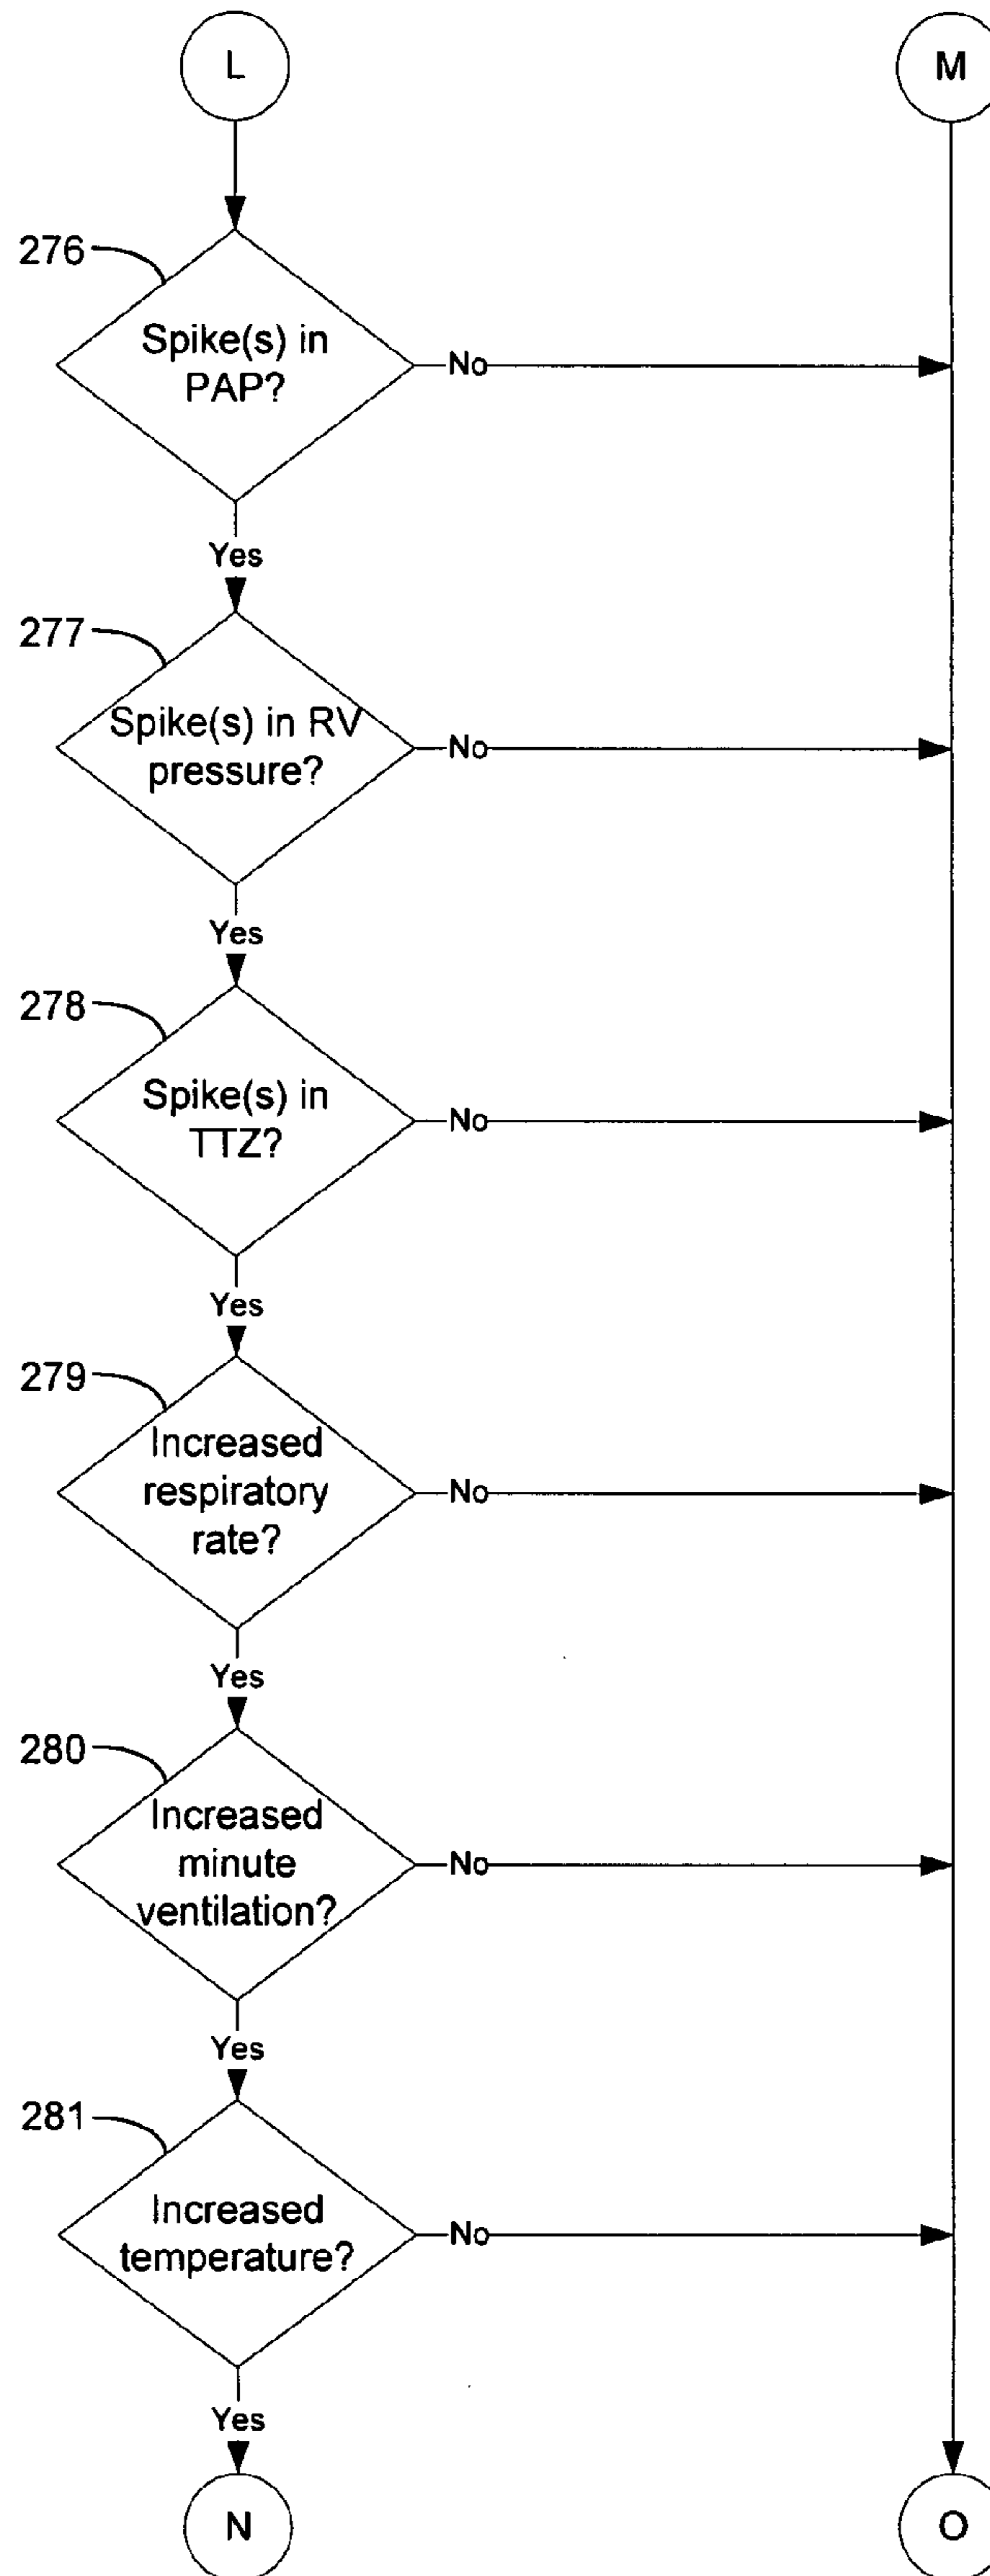 L
M
276
Spike(s) in
PAP?
No
Yes
277
Spike(s) in RV
pressure?
No
Yes
278
Spike(s) in
TTZ?
No
Yes
279
Increased
respiratory
rate?
No
Yes
280
Increased
minute
ventilation?
No
Yes
281
Increased
temperature?
No
Yes
N
O